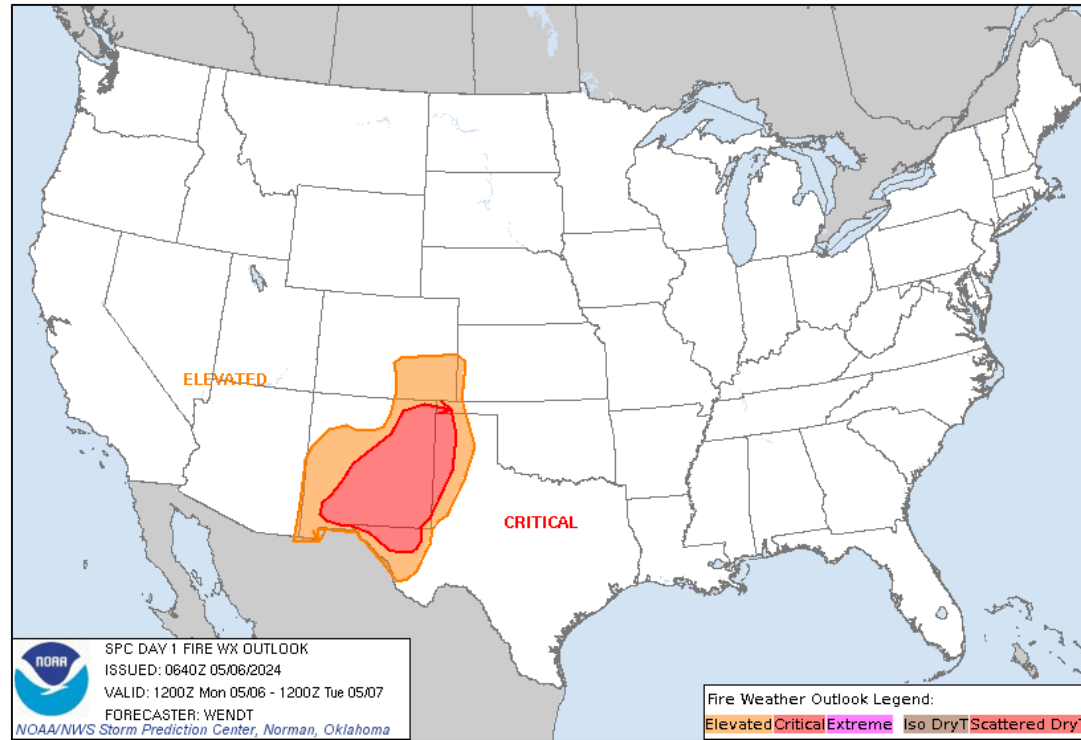 ELEVATED
CRITICAL
NOAA
SPC DAY 1 FIRE WX OUTLOOK
ISSUED: 0640Z 05/06/2024
VALID: 1200Z Mon 05/06 - 1200Z Tue 05/07
FORECASTER: WENDT
NOAA/NWS Storm Prediction Center, Norman, Oklahoma
Fire Weather Outlook Legend:
Elevated Critical Extreme Iso DryT Scattered DryT